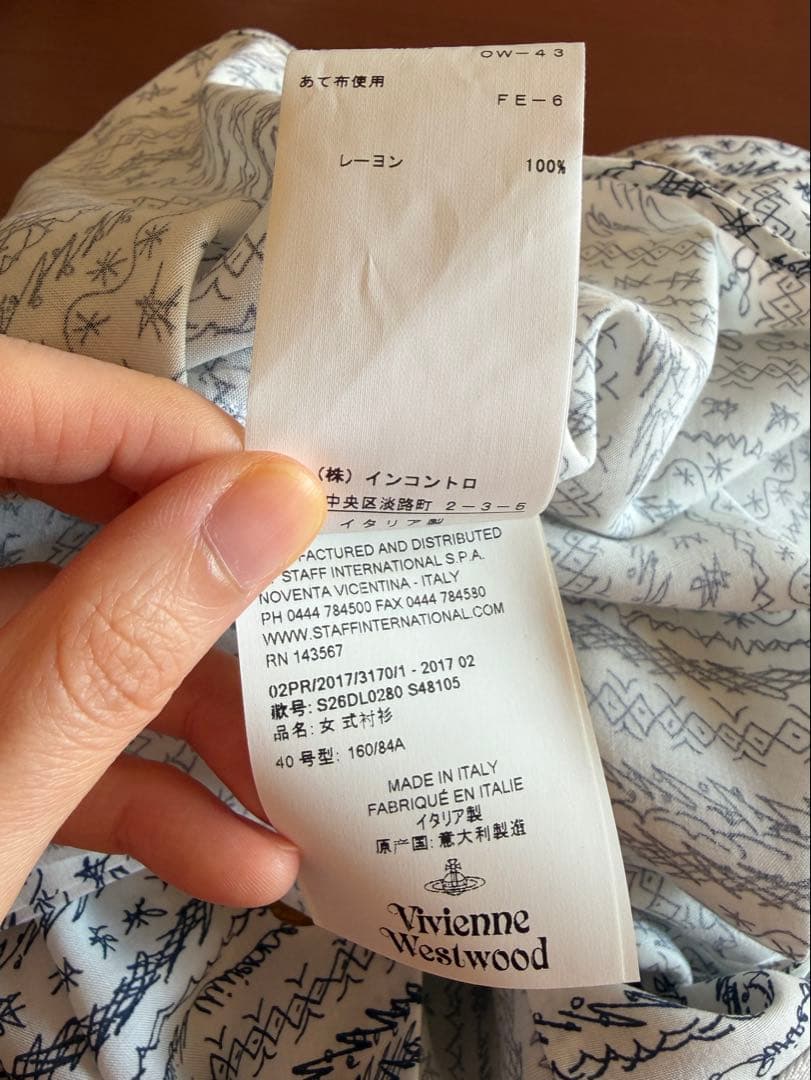 OW-43
あて布使用
FE-6
レーヨン 100%
(株) インコントロ
中央区淡路町 2-3-5
イタリア製
FACTURED AND DISTRIBUTED
STAFF INTERNATIONAL S.P.A.
NOVENTA VICENTINA - ITALY
PH 0444 784500 FAX 0444 784580
WWW.STAFFINTERNATIONAL.COM
RN 143567
02PR/2017/3170/1 - 2017 02
号: S26DL0280 S48105
品名: 女式衬衫
40 号型: 160/84A
MADE IN ITALY
FABRIQUÉ EN ITALIE
イタリア製
原产国: 意大利製造
Vivienne
Westwood